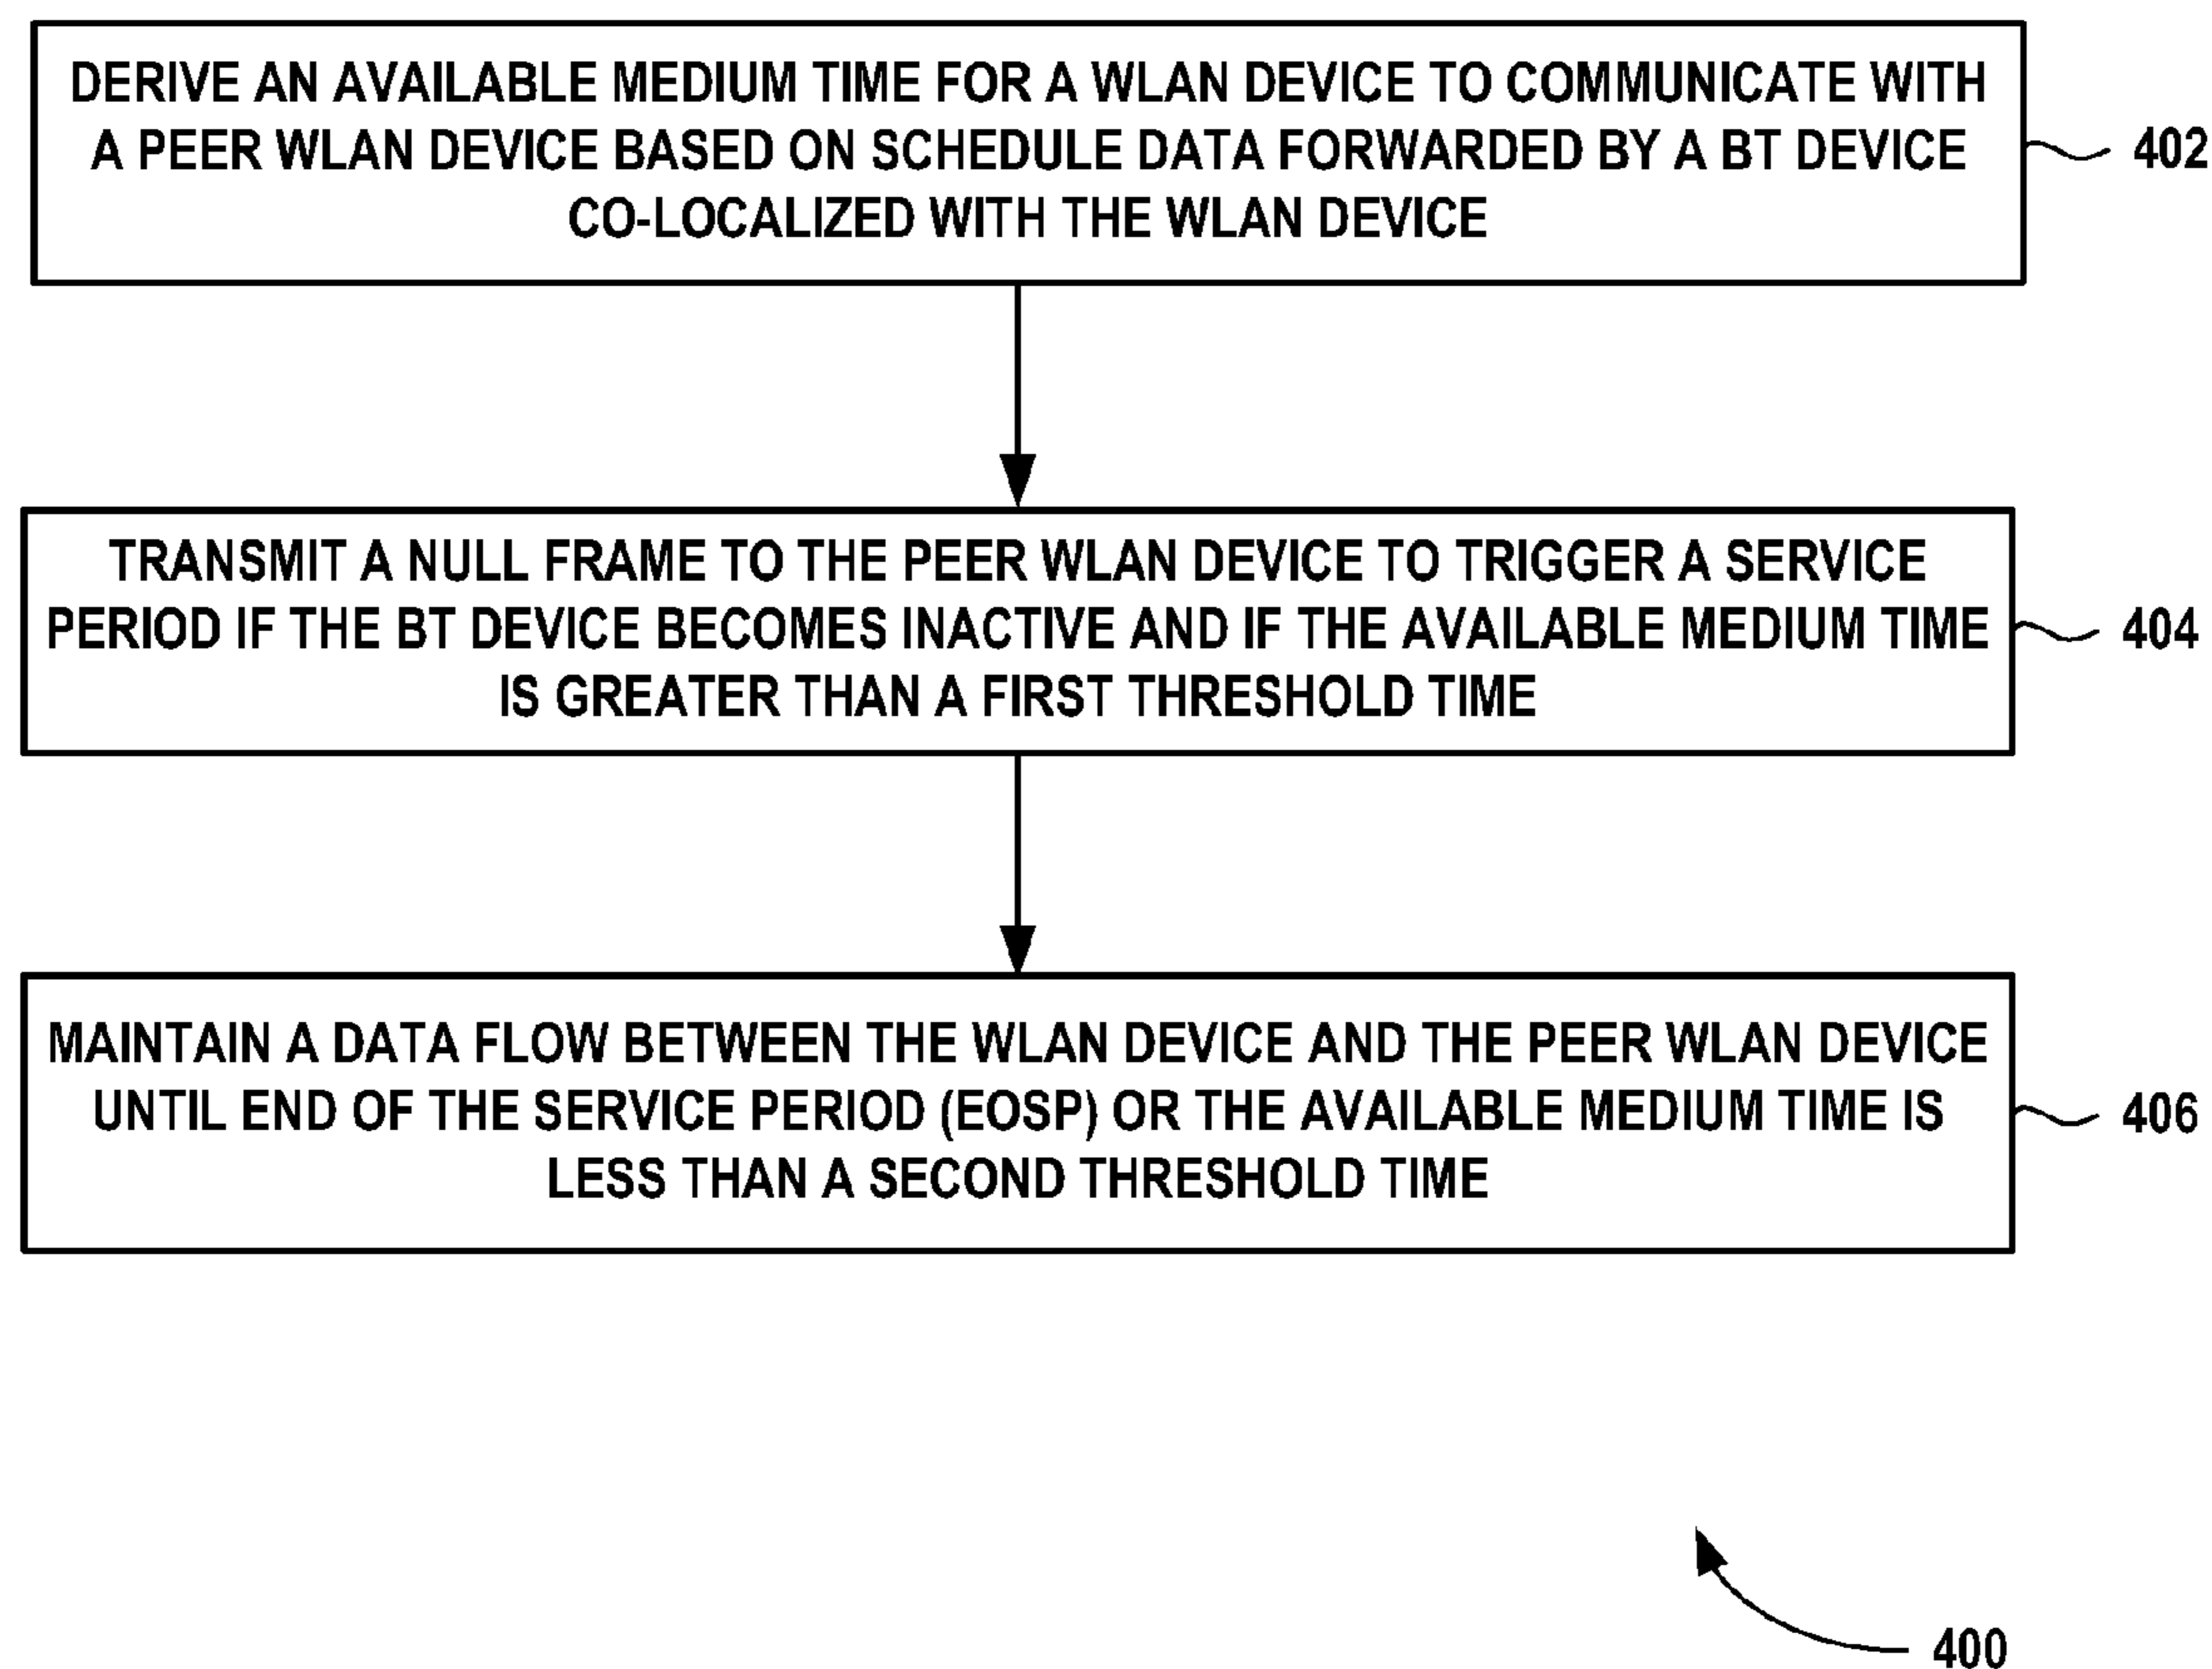 DERIVE AN AVAILABLE MEDIUM TIME FOR A WLAN DEVICE TO COMMUNICATE WITH
A PEER WLAN DEVICE BASED ON SCHEDULE DATA FORWARDED BY A BT DEVICE
CO-LOCALIZED WITH THE WLAN DEVICE
402
TRANSMIT A NULL FRAME TO THE PEER WLAN DEVICE TO TRIGGER A SERVICE
PERIOD IF THE BT DEVICE BECOMES INACTIVE AND IF THE AVAILABLE MEDIUM TIME
IS GREATER THAN A FIRST THRESHOLD TIME
404
MAINTAIN A DATA FLOW BETWEEN THE WLAN DEVICE AND THE PEER WLAN DEVICE
UNTIL END OF THE SERVICE PERIOD (EOSP) OR THE AVAILABLE MEDIUM TIME IS
LESS THAN A SECOND THRESHOLD TIME
406
400